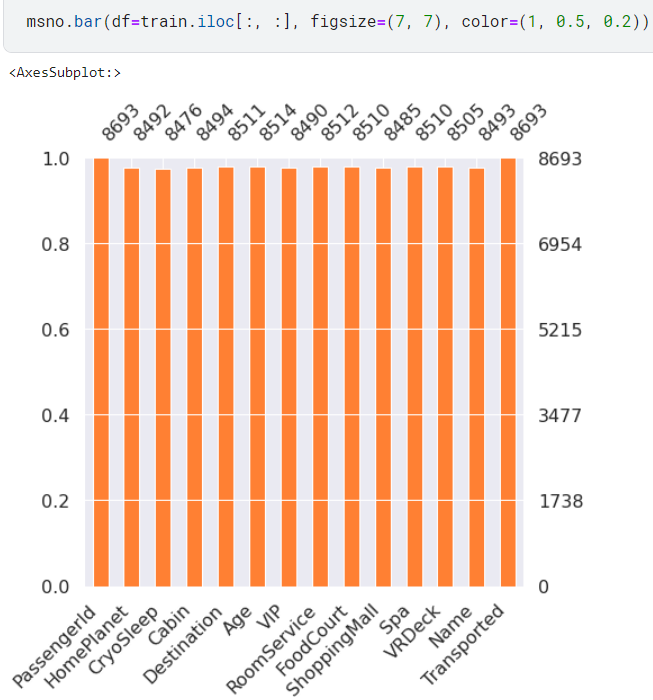 msno.bar(df=train.iloc[:, :], figsize=(7, 7), color=(1, 0.5, 0.2))
<AxesSubplot:>
8693 8492 8476 8494 8511 8514 8490 8512 8510 8485 8510 8505 8493 8693
1.0 8693
0.8 6954
0.6 5215
0.4 3477
0.2 1738
0.0 0
PassengerId HomePlanet CryoSleep Cabin Destination Age VIP RoomService FoodCourt ShoppingMall Spa VRDeck Name Transported